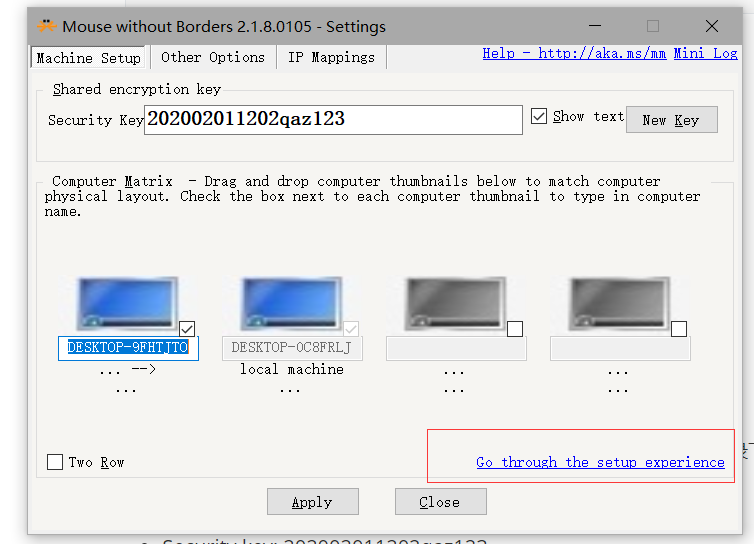 Mouse without Borders 2.1.8.0105 - Settings
Machine Setup Other Options IP Mappings Help - http://aka.ms/mm Mini Log
Shared encryption key
Security Key 202002011202qaz123 Show text New Key
Computer Matrix - Drag and drop computer thumbnails below to match computer
physical layout. Check the box next to each computer thumbnail to type in computer
name.
DESKTOP-9FHTJTO DESKTOP-0C8FRLJ
... --> local machine ... ...
... ... ... ...
Two Row Go through the setup experience
Apply Close
Security key: 202002011202qaz123